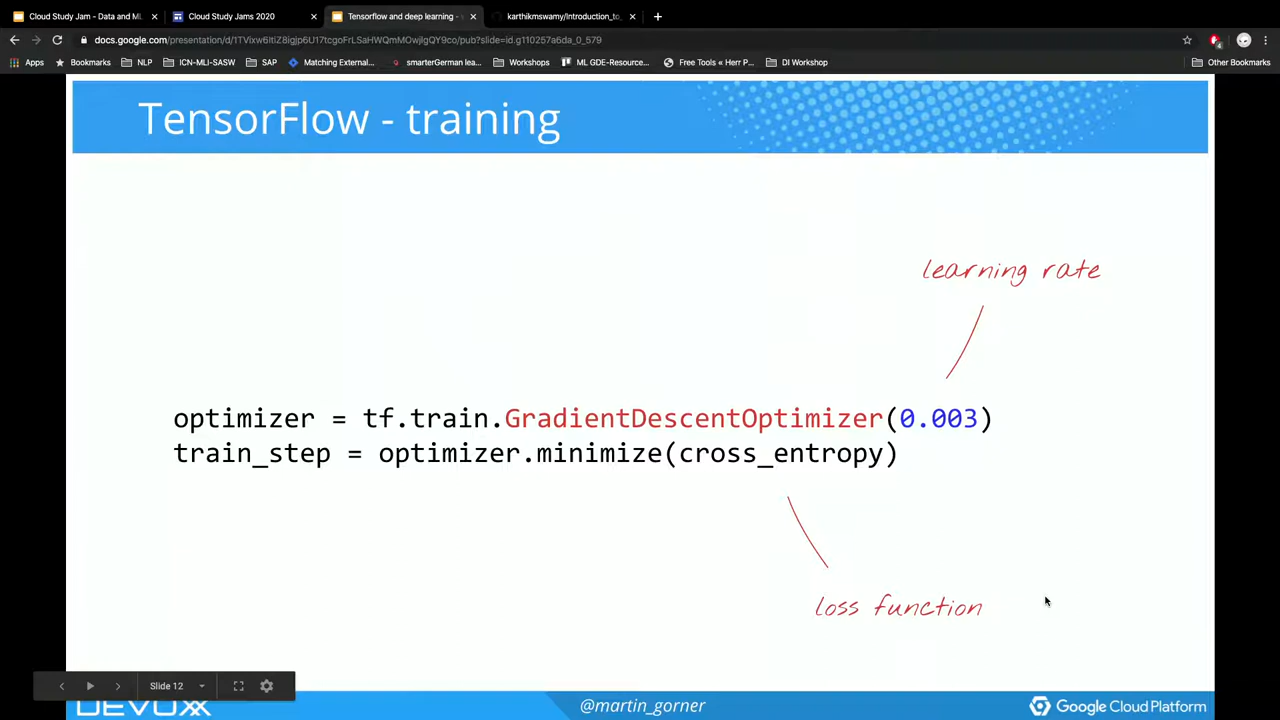 Cloud Study Jam - Data and ML
Cloud Study Jams 2020
Tensorflow and deep learning -
karthikmswamy/Introduction_to_
docs.google.com/presentation/d/1TVixw6ItiZ8igjp6U17tcgoFrLSaHWQmMOwjlgQY9co/pub?slide=id.g110257a6da_0_579
Apps Bookmarks NLP ICN-MLI-SASW SAP Matching External... smarterGerman lea... Workshops ML GDE-Resource... Free Tools « Herr P... DI Workshop Other Bookmarks
TensorFlow - training
learning rate
optimizer = tf.train.GradientDescentOptimizer(0.003)
train_step = optimizer.minimize(cross_entropy)
loss function
Slide 12
DEVOXX
@martin_gorner
Google Cloud Platform